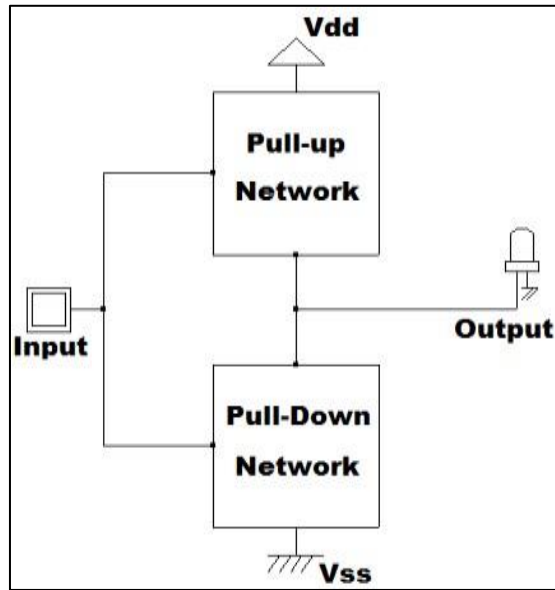 Vdd
Pull-up
Network
Input
Output
Pull-Down
Network
Vss